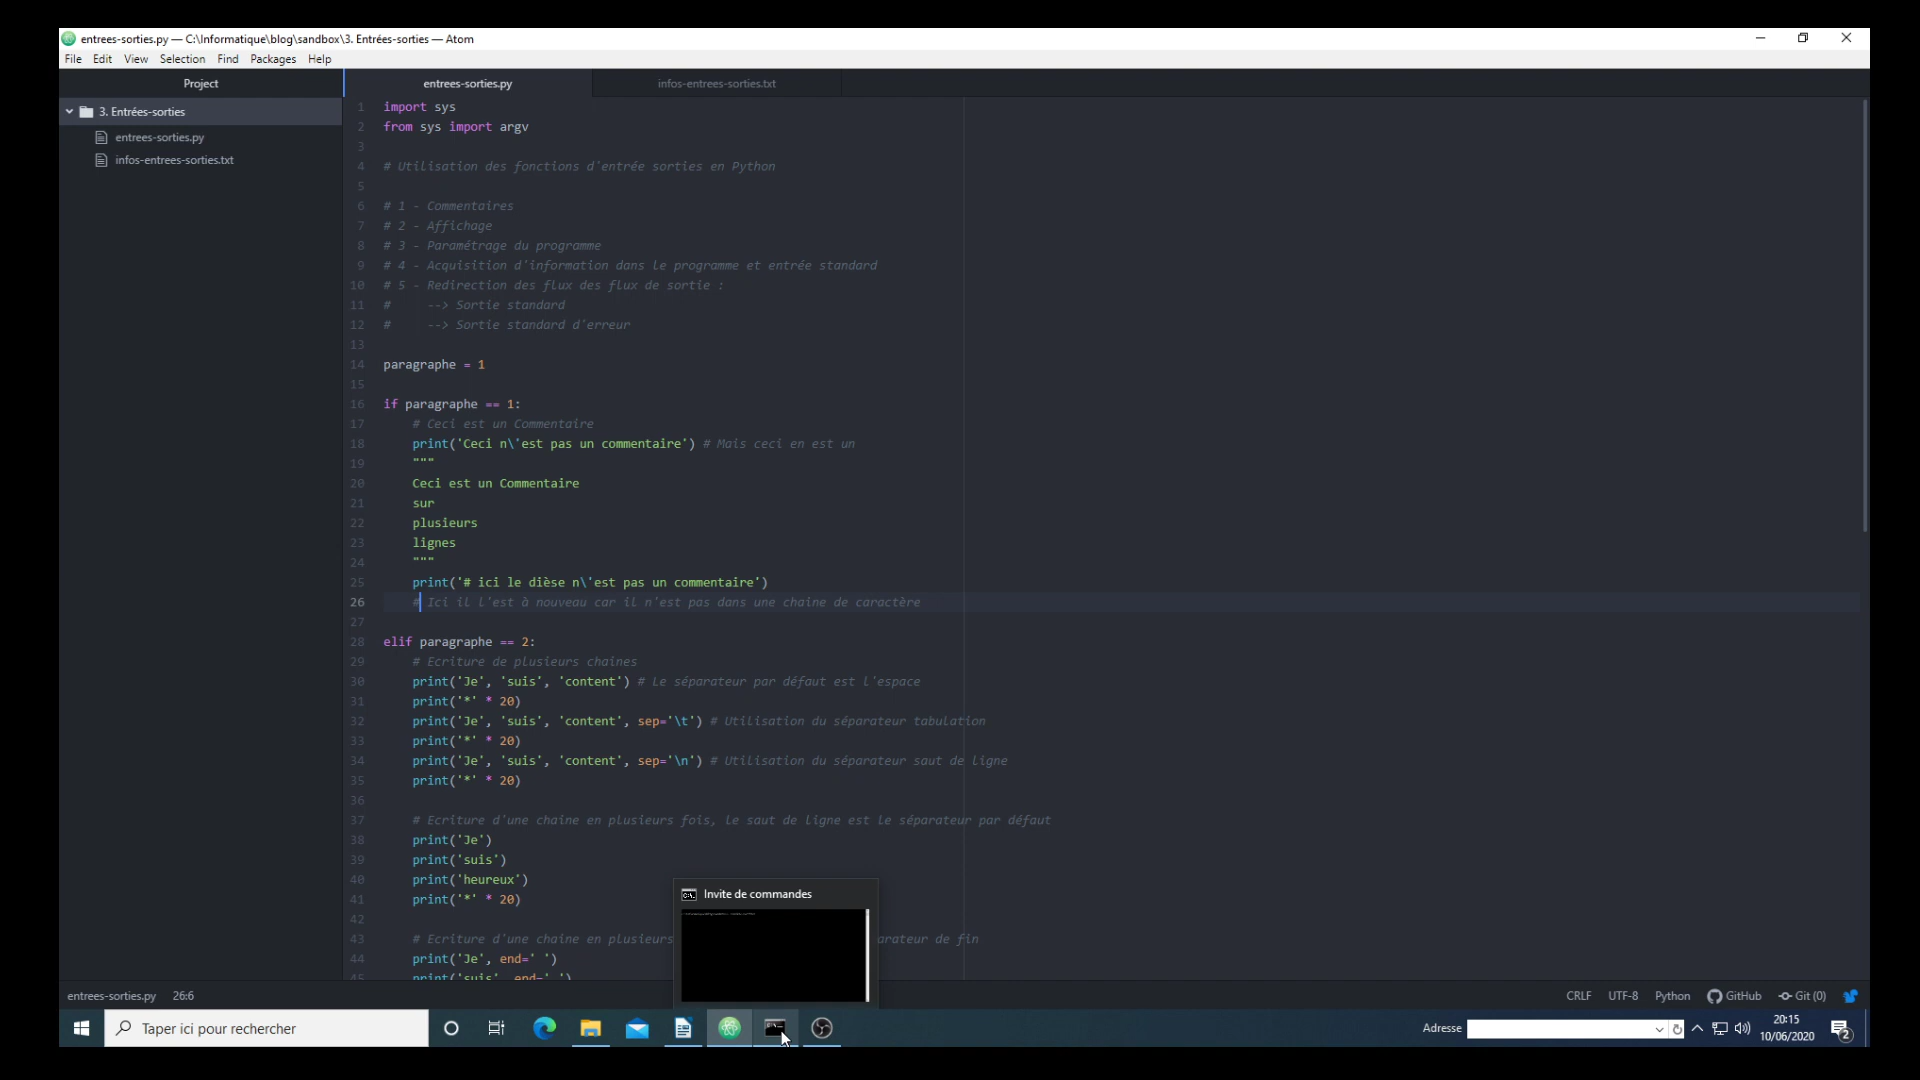 entrees-sorties.py — C:\Informatique\blog\sandbox\3. Entrées-sorties — Atom
File Edit View Selection Find Packages Help
Project
entrees-sorties.py
infos-entrees-sorties.txt
3. Entrées-sorties
entrees-sorties.py
infos-entrees-sorties.txt
1 import sys
2 from sys import argv
3
4 # Utilisation des fonctions d'entrée sorties en Python
5
6 # 1 - Commentaires
7 # 2 - Affichage
8 # 3 - Paramétrage du programme
9 # 4 - Acquisition d'information dans le programme et entrée standard
10 # 5 - Redirection des flux des flux de sortie :
11 # --> Sortie standard
12 # --> Sortie standard d'erreur
13
14 paragraphe = 1
15
16 if paragraphe == 1:
17 # Ceci est un Commentaire
18 print('Ceci n\'est pas un commentaire') # Mais ceci en est un
19 """
20 Ceci est un Commentaire
21 sur
22 plusieurs
23 lignes
24 """
25 print('# ici le dièse n\'est pas un commentaire')
26 # Ici il l'est à nouveau car il n'est pas dans une chaine de caractère
27
28 elif paragraphe == 2:
29 # Ecriture de plusieurs chaines
30 print('Je', 'suis', 'content') # Le séparateur par défaut est l'espace
31 print('*' * 20)
32 print('Je', 'suis', 'content', sep='\t') # Utilisation du séparateur tabulation
33 print('*' * 20)
34 print('Je', 'suis', 'content', sep='\n') # Utilisation du séparateur saut de ligne
35 print('*' * 20)
36
37 # Ecriture d'une chaine en plusieurs fois, le saut de ligne est le séparateur par défaut
38 print('Je')
39 print('suis')
40 print('heureux')
41 print('*' * 20)
42
43 # Ecriture d'une chaine en plusieurs arateur de fin
44 print('Je', end=' ')
45 print('suis', end=' ')
Invite de commandes
entrees-sorties.py 26:6
CRLF UTF-8 Python GitHub Git (0)
Taper ici pour rechercher
Adresse
20:15
10/06/2020
2